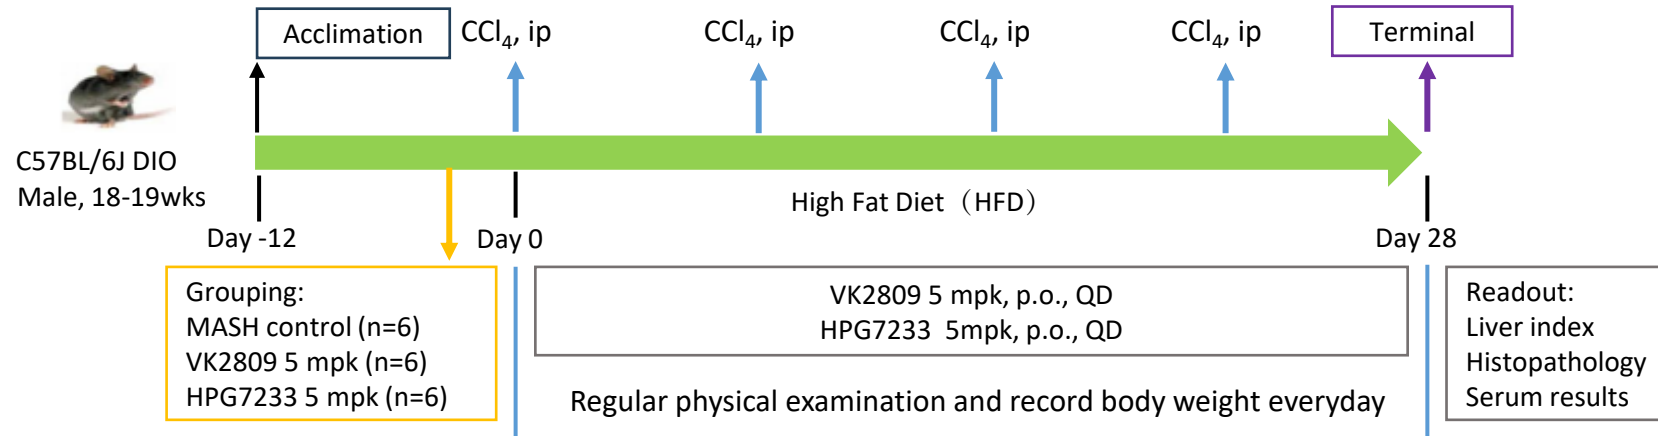 Acclimation
CCl₄, ip
CCl₄, ip
CCl₄, ip
CCl₄, ip
Terminal
C57BL/6J DIO
Male, 18-19wks
High Fat Diet（HFD）
Day -12
Day 0
Day 28
Grouping:
MASH control (n=6)
VK2809 5 mpk (n=6)
HPG7233 5 mpk (n=6)
VK2809 5 mpk, p.o., QD
HPG7233  5mpk, p.o., QD
Regular physical examination and record body weight everyday
Readout:
Liver index
Histopathology
Serum results